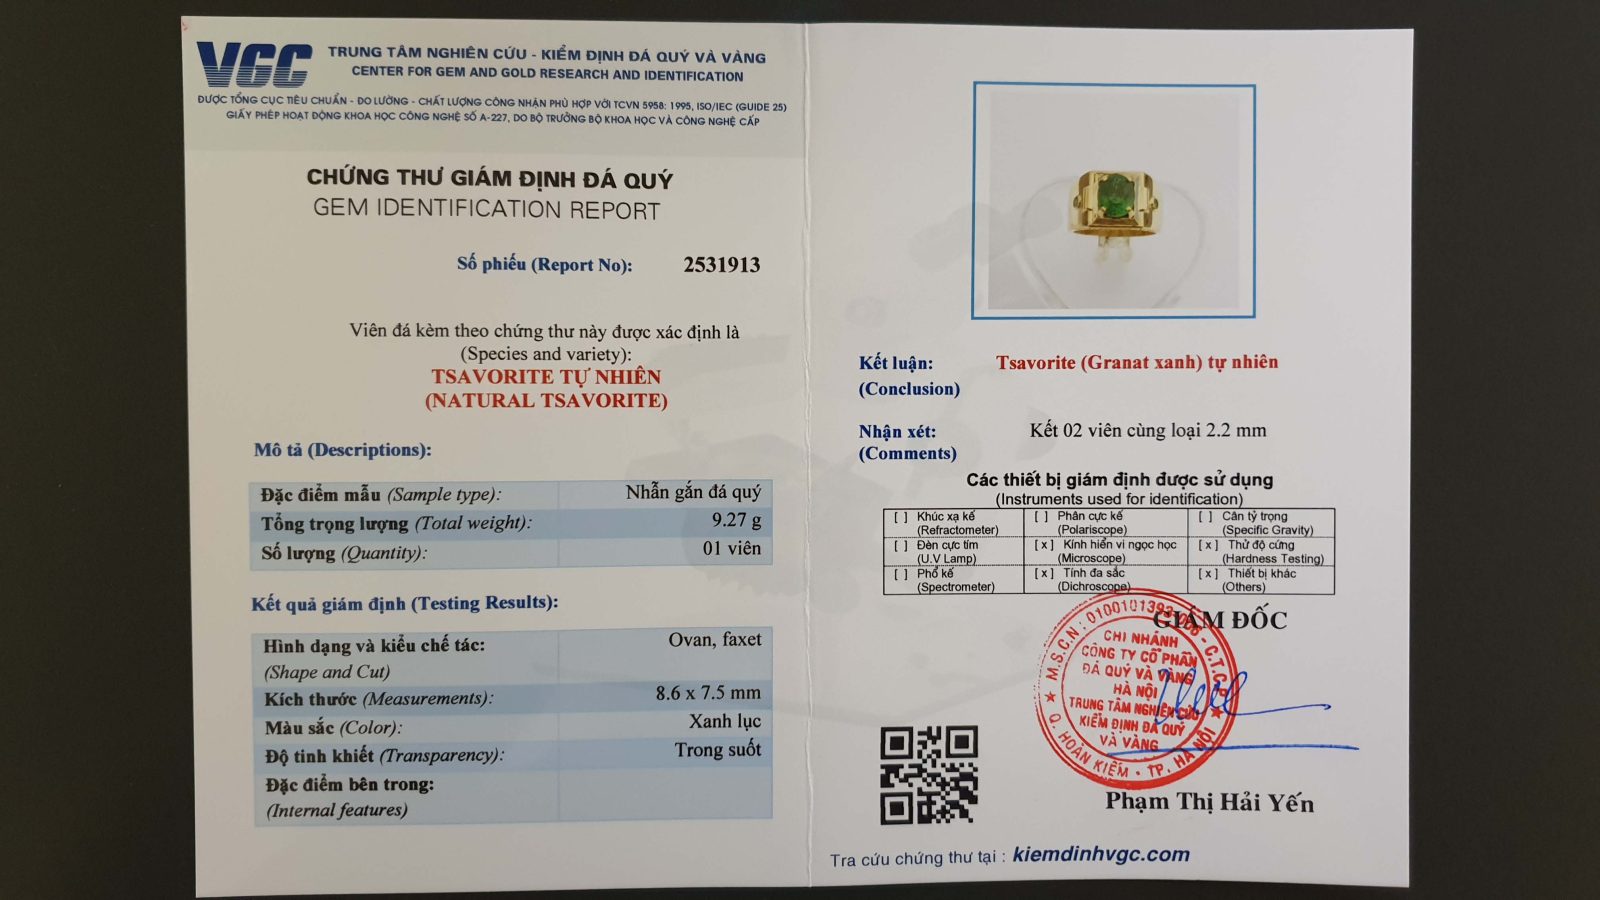 VGC
TRUNG TÂM NGHIÊN CỨU - KIỂM ĐỊNH ĐÁ QUÝ VÀ VÀNG
CENTER FOR GEM AND GOLD RESEARCH AND IDENTIFICATION
ĐƯỢC TỔNG CỤC TIÊU CHUẨN - ĐO LƯỜNG - CHẤT LƯỢNG CÔNG NHẬN PHÙ HỢP VỚI TCVN 5958: 1995, ISO/IEC (GUIDE 25)
GIẤY PHÉP HOẠT ĐỘNG KHOA HỌC CÔNG NGHỆ SỐ A-227, DO BỘ TRƯỞNG BỘ KHOA HỌC VÀ CÔNG NGHỆ CẤP
CHỨNG THƯ GIÁM ĐỊNH ĐÁ QUÝ
GEM IDENTIFICATION REPORT
Số phiếu (Report No): 2531913
Viên đá kèm theo chứng thư này được xác định là
(Species and variety):
TSAVORITE TỰ NHIÊN
(NATURAL TSAVORITE)
Mô tả (Descriptions):
Đặc điểm mẫu (Sample type): Nhẫn gắn đá quý
Tổng trọng lượng (Total weight): 9.27 g
Số lượng (Quantity): 01 viên
Kết quả giám định (Testing Results):
Hình dạng và kiểu chế tác: Ovan, faxet
(Shape and Cut)
Kích thước (Measurements): 8.6 x 7.5 mm
Màu sắc (Color): Xanh lục
Độ tinh khiết (Transparency): Trong suốt
Đặc điểm bên trong:
(Internal features)
Kết luận: Tsavorite (Granat xanh) tự nhiên
(Conclusion)
Nhận xét: Kết 02 viên cùng loại 2.2 mm
(Comments)
Các thiết bị giám định được sử dụng
(Instruments used for identification)
[ ] Khúc xạ kế [ ] Phân cực kế [ ] Cân tỷ trọng
(Refractometer) (Polariscope) (Specific Gravity)
[ ] Đèn cực tím [x] Kính hiển vi ngọc học [x] Thử độ cứng
(U.V Lamp) (Microscope) (Hardness Testing)
[ ] Phổ kế [x] Tính đa sắc [x] Thiết bị khác
(Spectrometer) (Dichroscope) (Others)
GIÁM ĐỐC
CHI NHÁNH
CÔNG TY CỔ PHẦN
ĐÁ QUÝ VÀ VÀNG
HÀ NỘI
TRUNG TÂM NGHIÊN CỨU
KIỂM ĐỊNH ĐÁ QUÝ
VÀ VÀNG
Q. HOÀN KIẾM - TP. HÀ NỘI
Phạm Thị Hải Yến
Tra cứu chứng thư tại : kiemdinhvgc.com